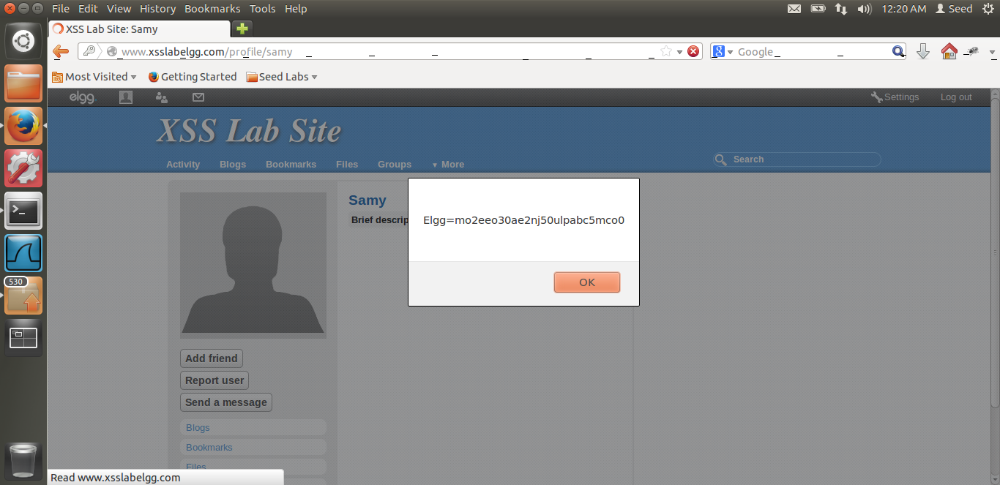 File Edit View History Bookmarks Tools Help
12:20 AM Seed
XSS Lab Site: Samy
www.xsslabelgg.com/profile/samy
Google
Most Visited Getting Started Seed Labs
elgg.
Settings Log out
XSS Lab Site
Activity Blogs Bookmarks Files Groups More
Search
Samy
Brief descrip
Elgg=mo2eeo30ae2nj50ulpabc5mco0
OK
530
Add friend
Report user
Send a message
Blogs
Bookmarks
Files
Read www.xsslabelgg.com